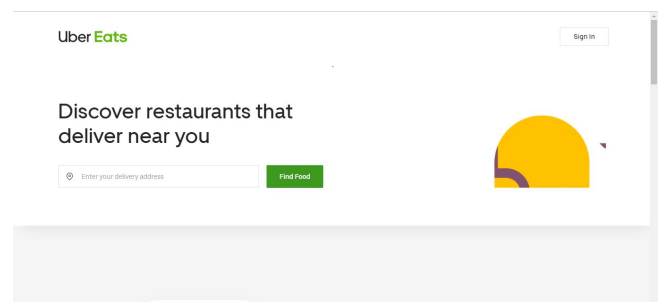 Uber Eats
Sign In
Discover restaurants that
deliver near you
Enter your delivery address
Find Food